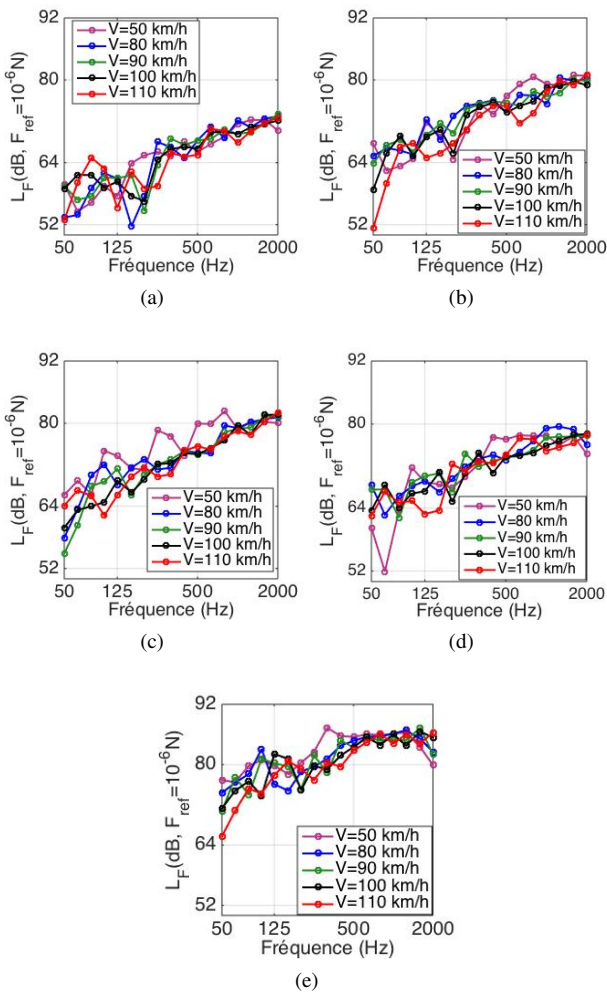 92
80
64
52
L_F(dB, F_ref=10^-6N)
V=50 km/h
V=80 km/h
V=90 km/h
V=100 km/h
V=110 km/h
50 125 500 2000
Fréquence (Hz)
(a)
92
80
64
52
L_F(dB, F_ref=10^-6N)
V=50 km/h
V=80 km/h
V=90 km/h
V=100 km/h
V=110 km/h
50 125 500 2000
Fréquence (Hz)
(b)
92
80
64
52
L_F(dB, F_ref=10^-6N)
V=50 km/h
V=80 km/h
V=90 km/h
V=100 km/h
V=110 km/h
50 125 500 2000
Fréquence (Hz)
(c)
92
80
64
52
L_F(dB, F_ref=10^-6N)
V=50 km/h
V=80 km/h
V=90 km/h
V=100 km/h
V=110 km/h
50 125 500 2000
Fréquence (Hz)
(d)
92
80
64
52
L_F(dB, F_ref=10^-6N)
V=50 km/h
V=80 km/h
V=90 km/h
V=100 km/h
V=110 km/h
50 125 500 2000
Fréquence (Hz)
(e)